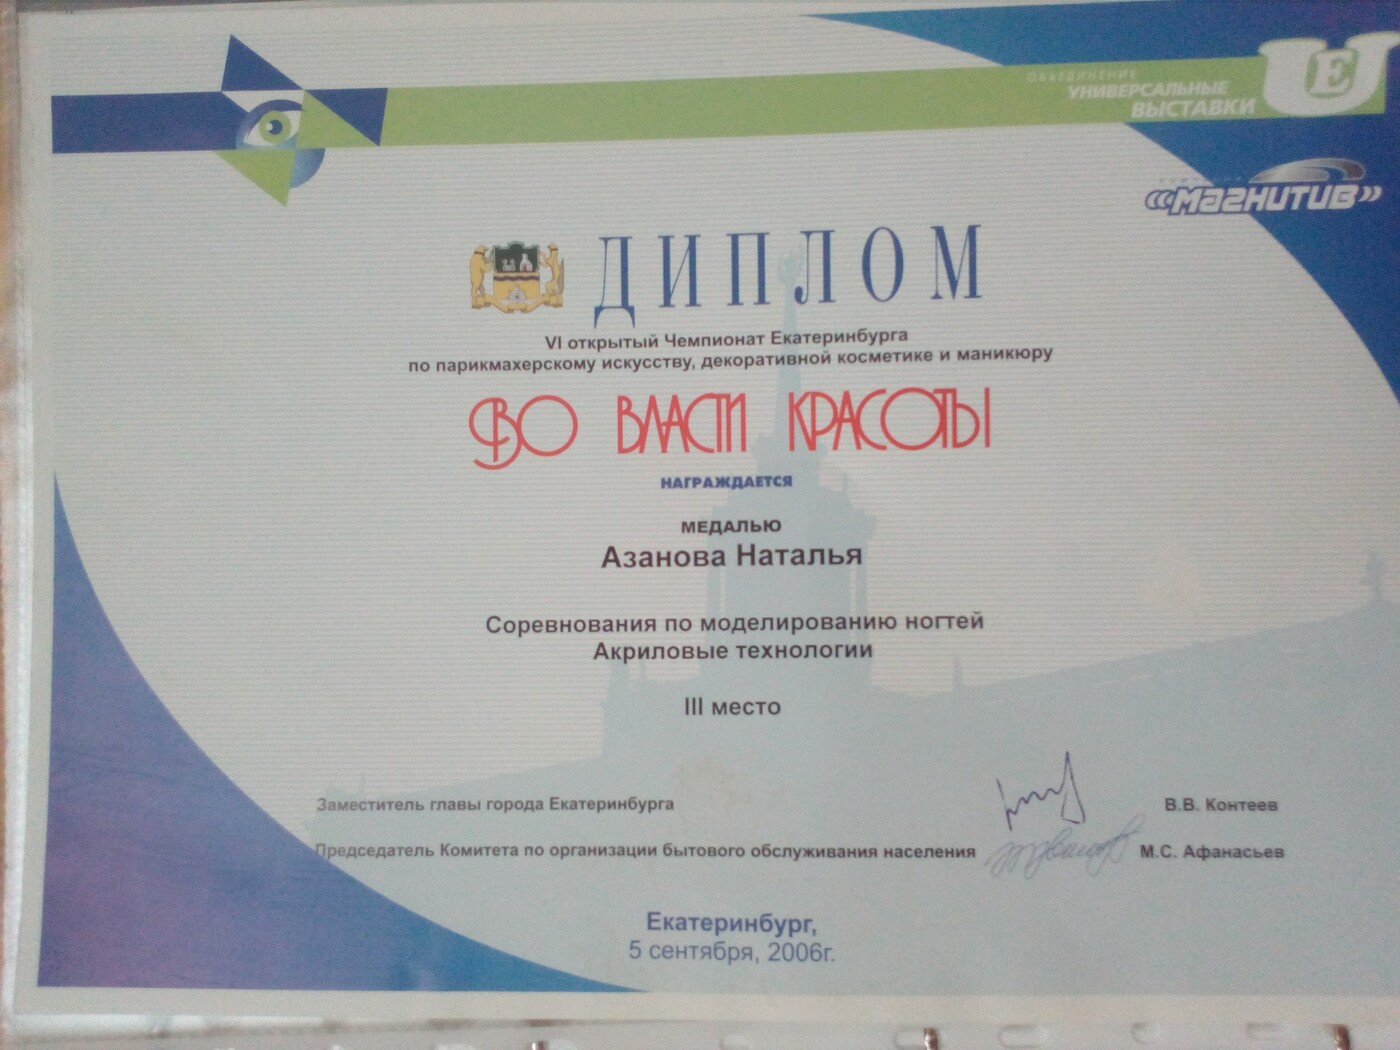 ОБЪЕДИНЕНИЕ
УНИВЕРСАЛЬНЫЕ
ВЫСТАВКИ
UE
«Магнитив»
ДИПЛОМ
VI открытый Чемпионат Екатеринбурга
по парикмахерскому искусству, декоративной косметике и маникюру
ВО ВЛАСТИ КРАСОТЫ
НАГРАЖДАЕТСЯ
МЕДАЛЬЮ
Азанова Наталья
Соревнования по моделированию ногтей
Акриловые технологии
III место
Заместитель главы города Екатеринбурга В.В. Контеев
Председатель Комитета по организации бытового обслуживания населения М.С. Афанасьев
Екатеринбург,
5 сентября, 2006г.